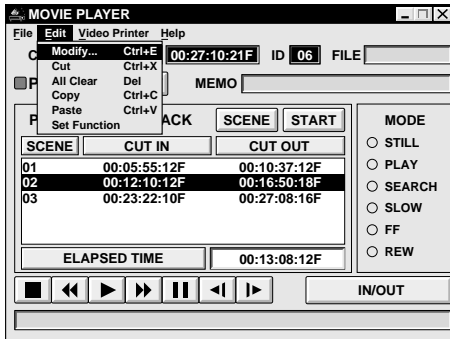 MOVIE PLAYER
File Edit Video Printer Help
C 00:27:10:21F ID 06 FILE
Modify... Ctrl+E
Cut Ctrl+X
All Clear Del
Copy Ctrl+C
Paste Ctrl+V
Set Function
P MEMO
P ACK SCENE START
SCENE CUT IN CUT OUT
01 00:05:55:12F 00:10:37:12F
02 00:12:10:12F 00:16:50:18F
03 00:23:22:10F 00:27:08:16F
ELAPSED TIME 00:13:08:12F
MODE
STILL
PLAY
SEARCH
SLOW
FF
REW
IN/OUT